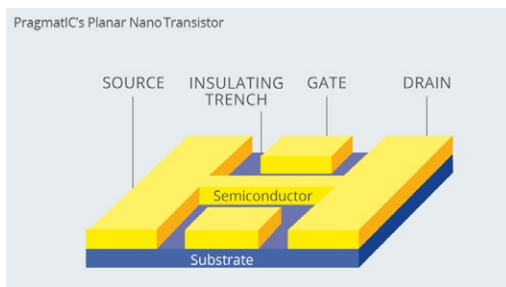 PragmatIC's Planar Nano Transistor
SOURCE INSULATING TRENCH GATE DRAIN
Semiconductor
Substrate